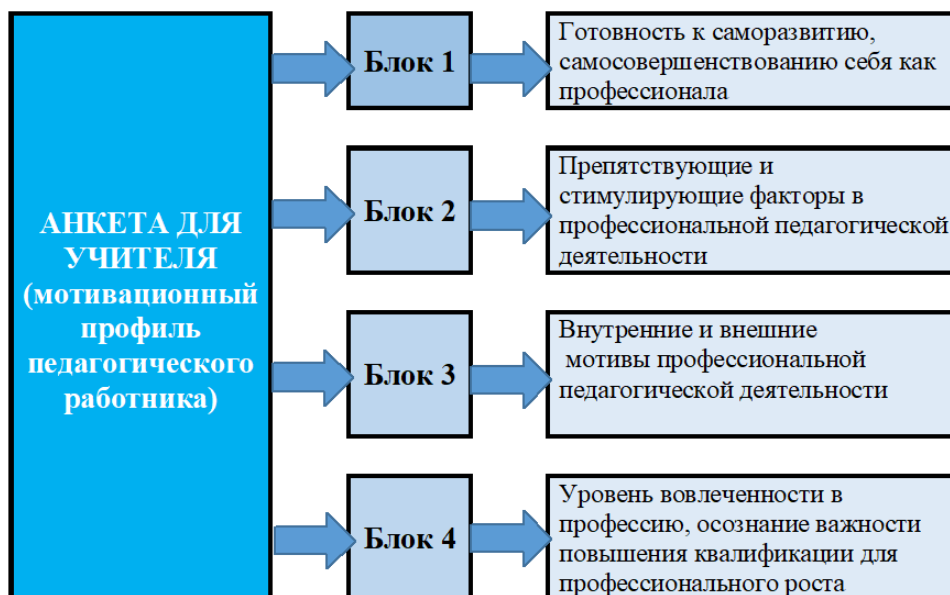 АНКЕТА ДЛЯ
УЧИТЕЛЯ
(мотивационный
профиль
педагогического
работника)
Блок 1
Готовность к саморазвитию,
самосовершенствованию себя как
профессионала
Блок 2
Препятствующие и
стимулирующие факторы в
профессиональной педагогической
деятельности
Блок 3
Внутренние и внешние
мотивы профессиональной
педагогической деятельности
Блок 4
Уровень вовлеченности в
профессию, осознание важности
повышения квалификации для
профессионального роста